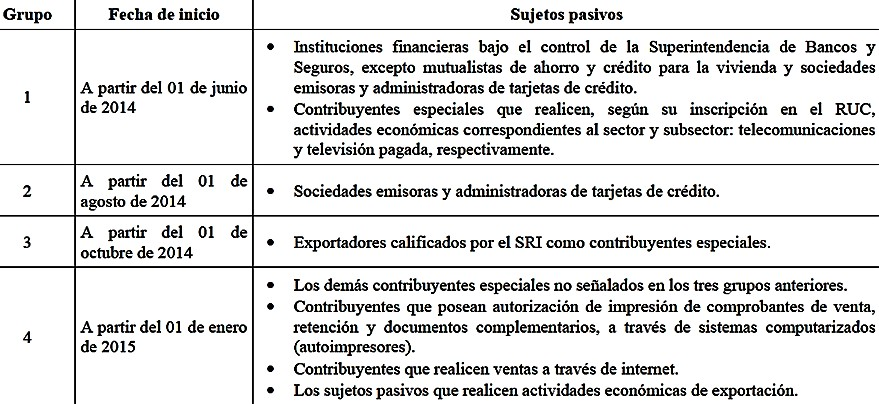 Grupo Fecha de inicio Sujetos pasivos
1
A partir del 01 de junio
de 2014
• Instituciones financieras bajo el control de la Superintendencia de Bancos y
Seguros, excepto mutualistas de ahorro y crédito para la vivienda y sociedades
emisoras y administradoras de tarjetas de crédito.
• Contribuyentes especiales que realicen, según su inscripción en el RUC,
actividades económicas correspondientes al sector y subsector: telecomunicaciones
y televisión pagada, respectivamente.
2
A partir del 01 de
agosto de 2014
• Sociedades emisoras y administradoras de tarjetas de crédito.
3
A partir del 01 de
octubre de 2014
• Exportadores calificados por el SRI como contribuyentes especiales.
4
A partir del 01 de enero
de 2015
• Los demás contribuyentes especiales no señalados en los tres grupos anteriores.
• Contribuyentes que posean autorización de impresión de comprobantes de venta,
retención y documentos complementarios, a través de sistemas computarizados
(autoimpresores).
• Contribuyentes que realicen ventas a través de internet.
• Los sujetos pasivos que realicen actividades económicas de exportación.